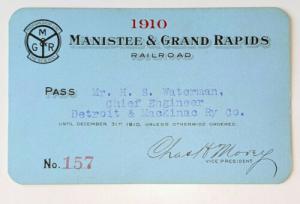 1910
M
G R
MANISTEE & GRAND RAPIDS
RAILROAD.
PASS Mr. H. S. Waterman,
Chief Engineer
Detroit & Mackinac Ry Co.
UNTIL DECEMBER 31ST 1910, UNLESS OTHERWISE ORDERED.
No. 157
VICE PRESIDENT.